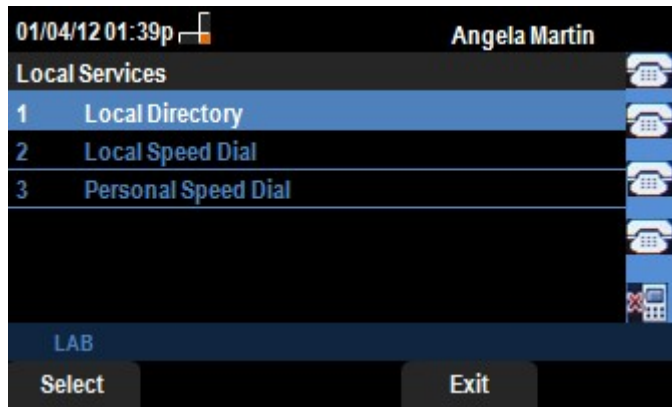 01/04/12 01:39p Angela Martin
Local Services
1 Local Directory
2 Local Speed Dial
3 Personal Speed Dial
LAB
Select Exit